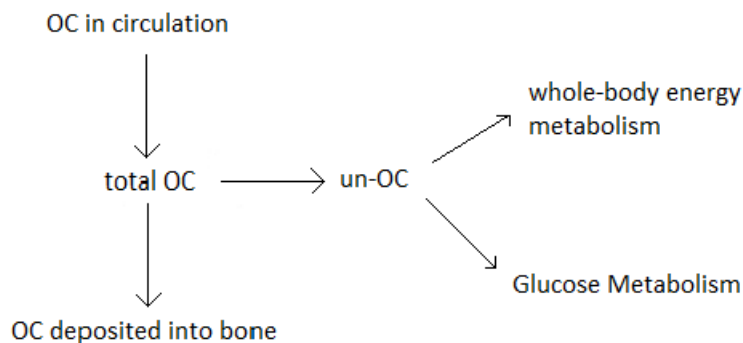 OC in circulation
whole-body energy
metabolism
total OC
un-OC
Glucose Metabolism
OC deposited into bone